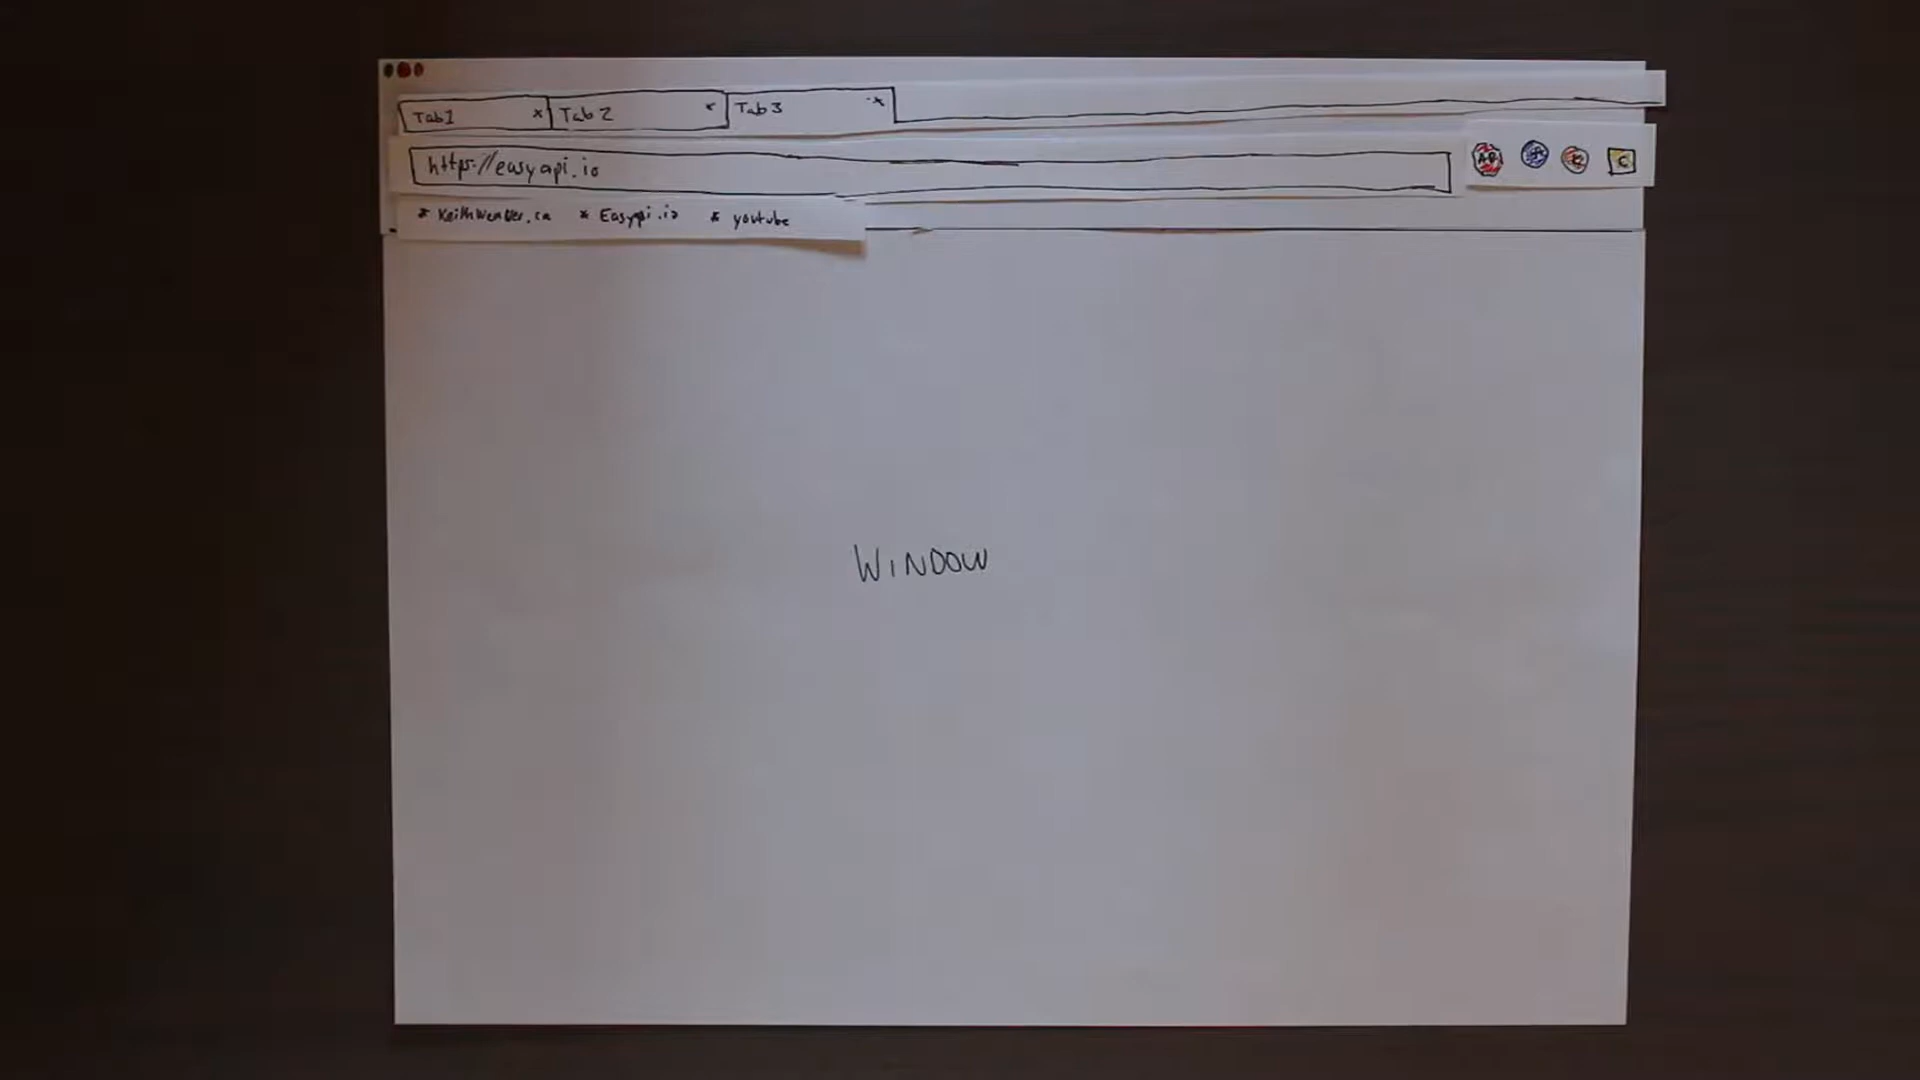 Tab1 x Tab 2 x Tab 3 x
https://easyapi.io
* KeithWeaver.ca * Easyapi.io * youtube
WINDOW